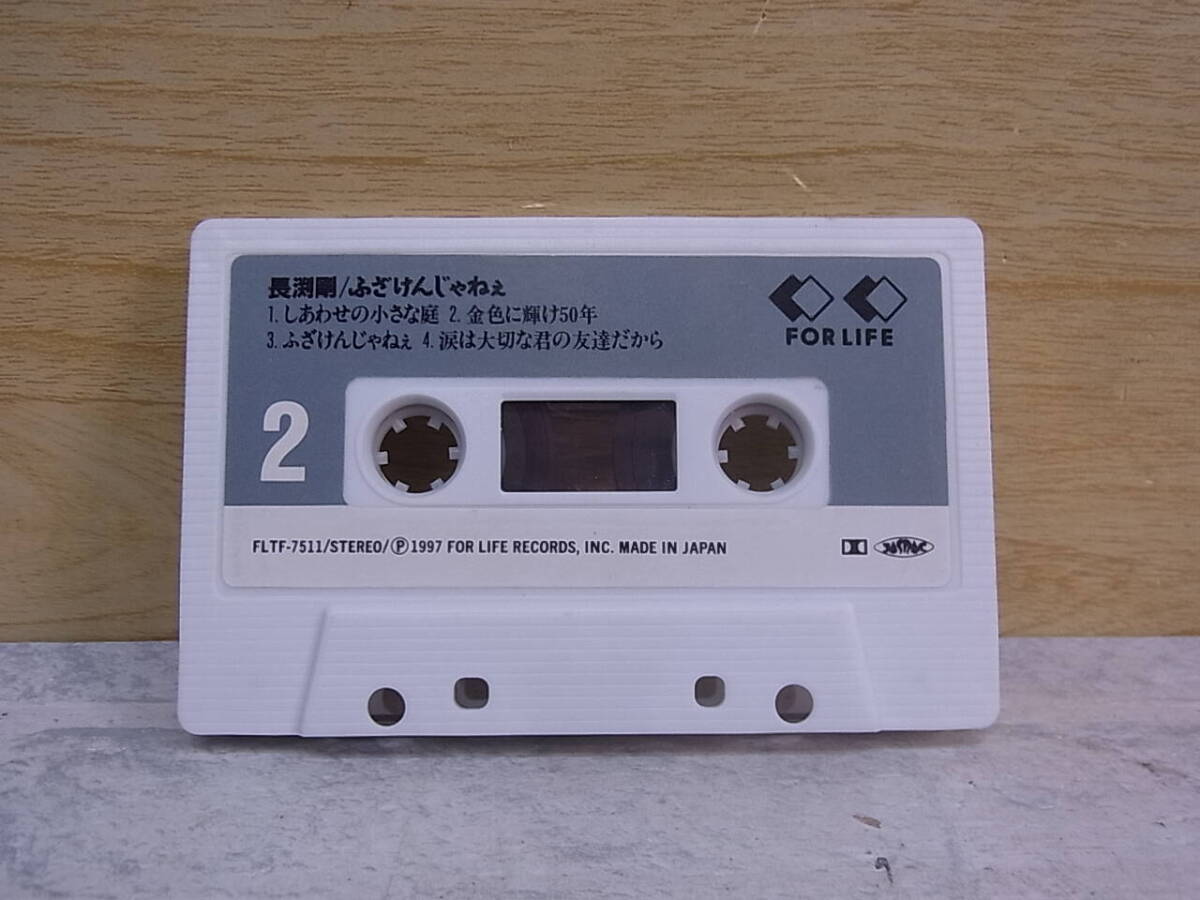 長渕剛/ふざけんじゃねぇ
1. しあわせの小さな庭 2. 金色に輝け50年
3. ふざけんじゃねぇ 4. 涙は大切な君の友達だから
FOR LIFE
2
FLTF-7511/STEREO/Ⓟ1997 FOR LIFE RECORDS, INC. MADE IN JAPAN
JASRAC